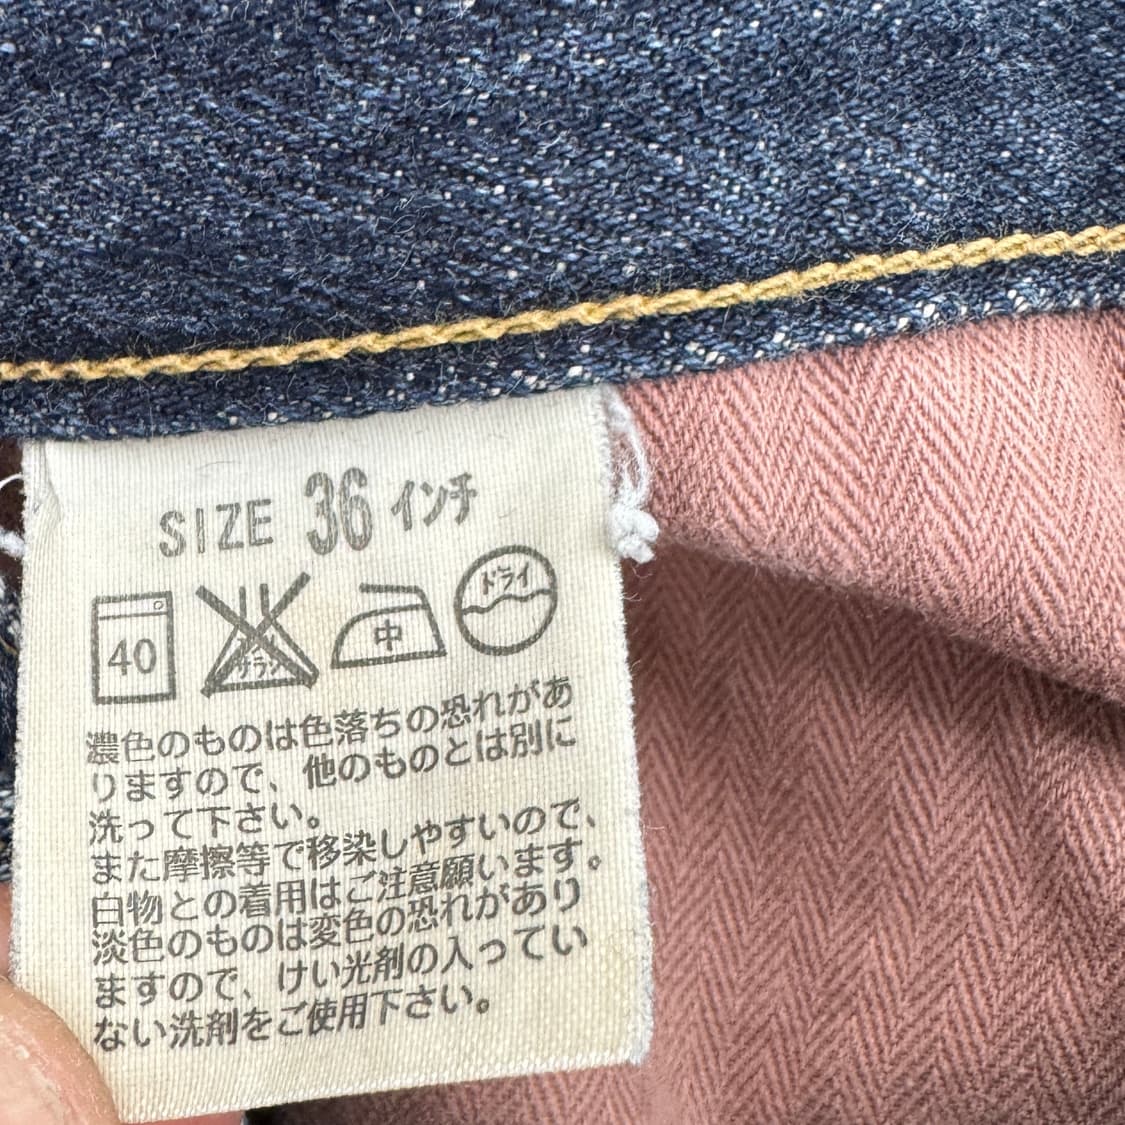 SIZE 36 インチ
40 サラシ 中 ドライ
濃色のものは色落ちの恐れがあ
りますので、他のものとは別に
洗って下さい。
また摩擦等で移染しやすいので、
白物との着用はご注意願います。
淡色のものは変色の恐れがあり
ますので、けい光剤の入ってい
ない洗剤をご使用下さい。